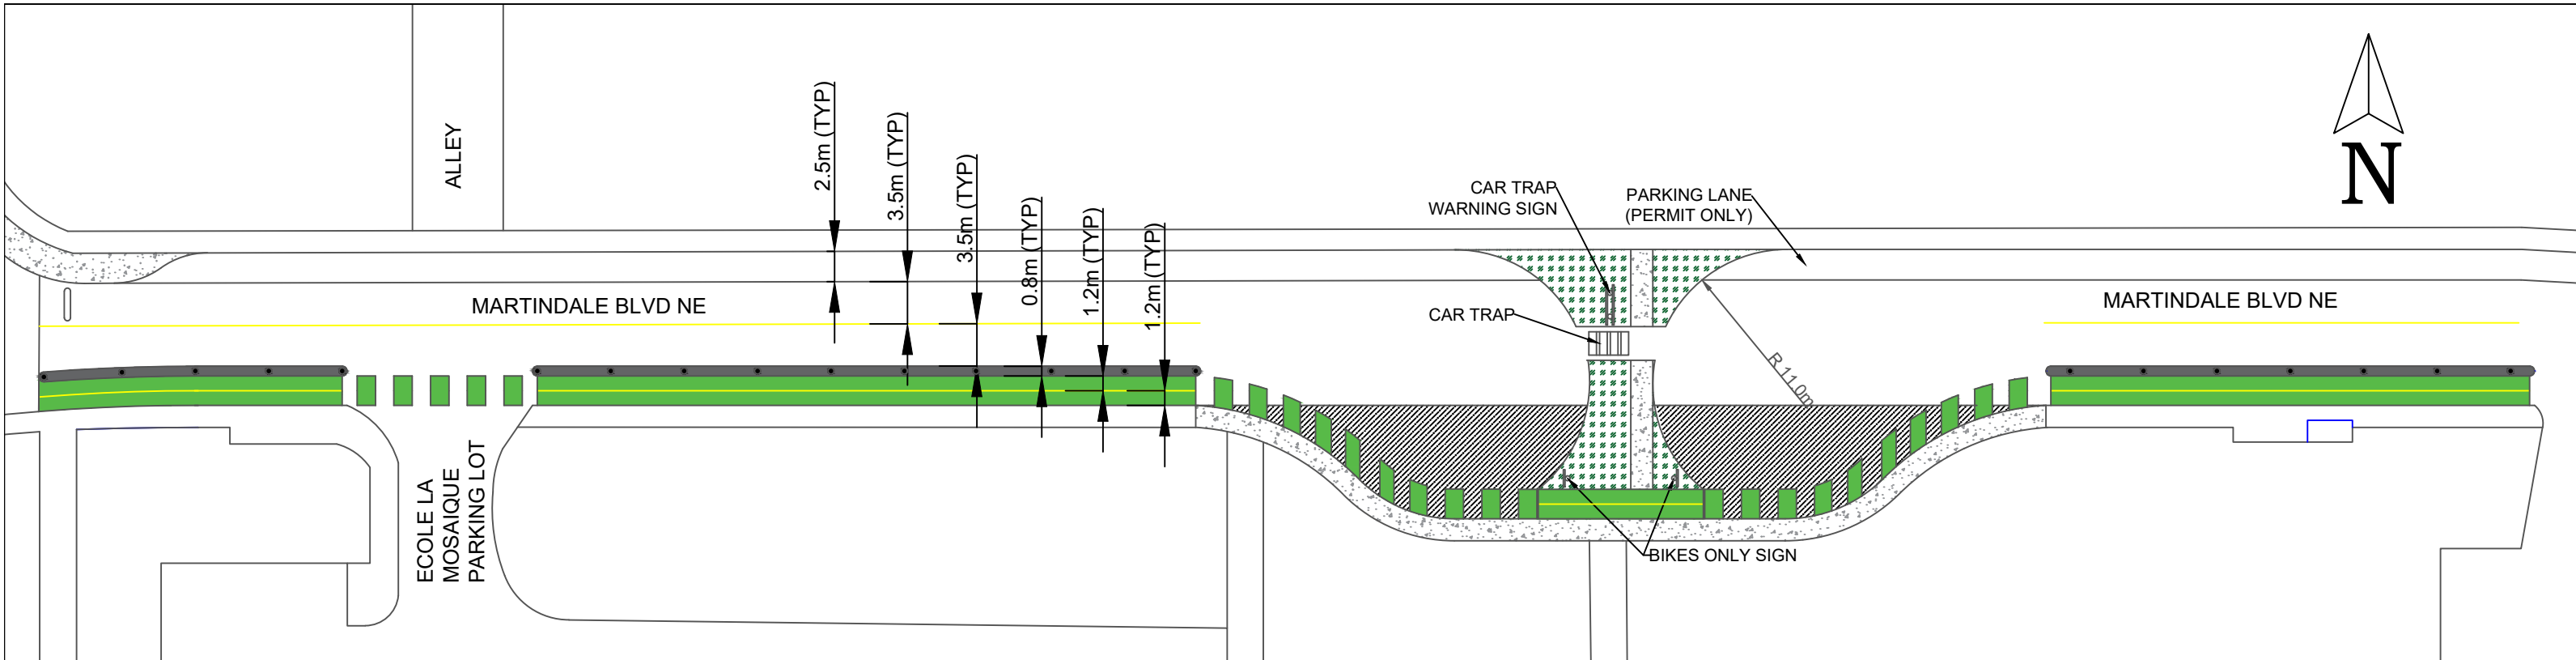 ALLEY
2.5m (TYP)
3.5m (TYP)
3.5m (TYP)
0.8m (TYP)
1.2m (TYP)
1.2m (TYP)
CAR TRAP
WARNING SIGN
PARKING LANE
(PERMIT ONLY)
N
MARTINDALE BLVD NE
CAR TRAP
MARTINDALE BLVD NE
R 11.0m
ECOLE LA
MOSAIQUE
PARKING LOT
BIKES ONLY SIGN